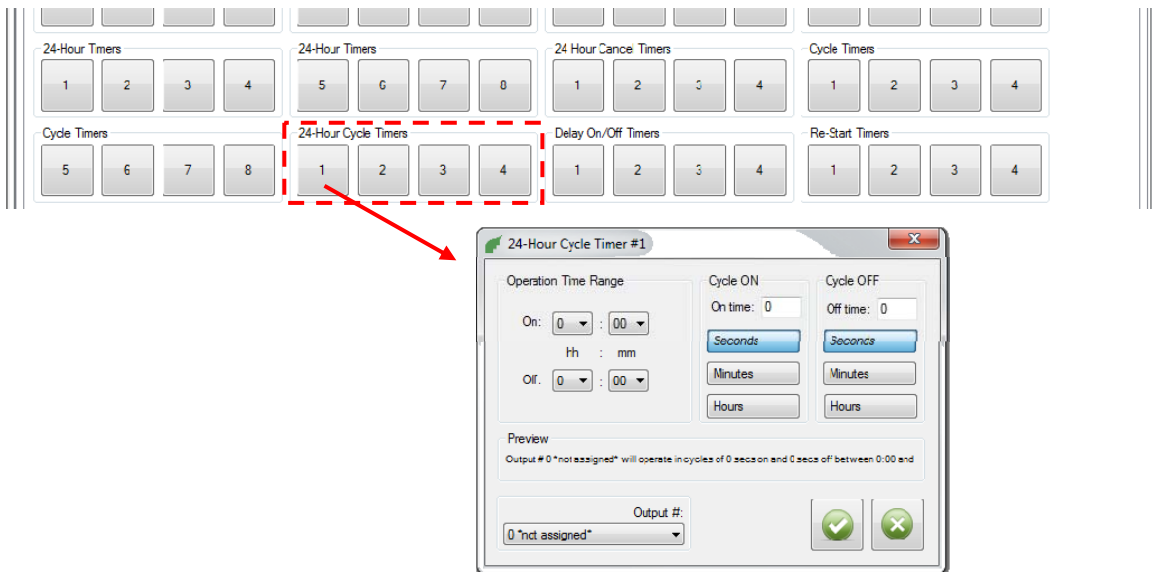 24-Hour Timers 24-Hour Timers 24 Hour Cancel Timers Cycle Timers
1 2 3 4 5 6 7 8 1 2 3 4 1 2 3 4
Cycle Timers 24-Hour Cycle Timers Delay On/Off Timers Re-Start Timers
5 6 7 8 1 2 3 4 1 2 3 4 1 2 3 4
24-Hour Cycle Timer #1
Operation Time Range Cycle ON Cycle OFF
On time: 0 Off time: 0
On: 0 : 00
Seconds Seconds
hh : mm
Minutes Minutes
Off: 0 : 00
Hours Hours
Preview
Output # 0 *not assigned* will operate in cycles of 0 secs on and 0 secs off between 0:00 and
Output #:
0 *not assigned*